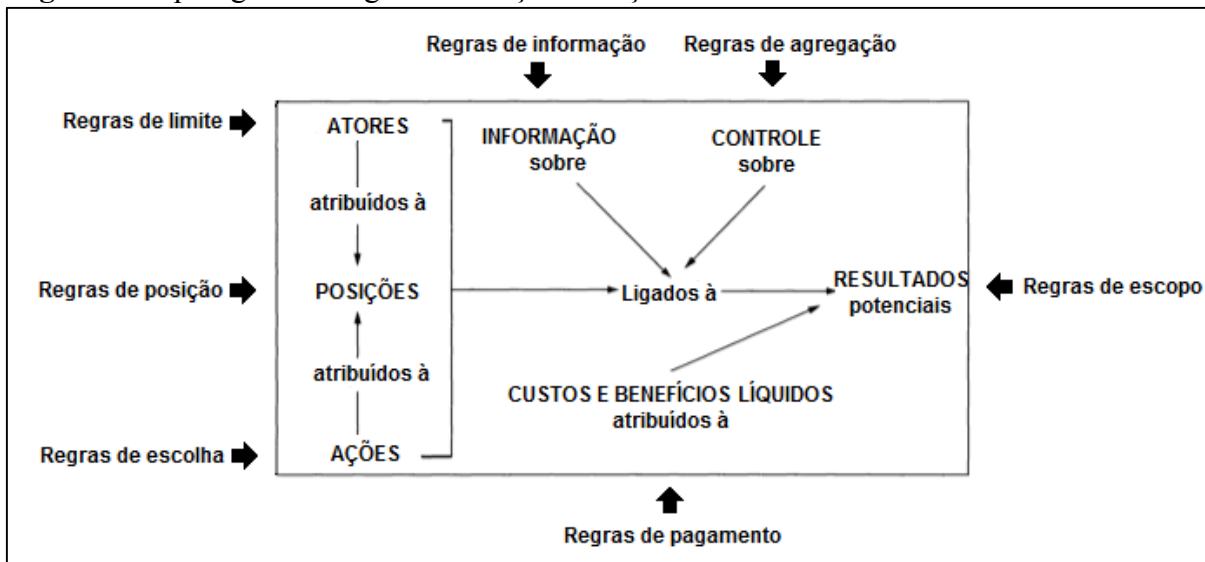 Regras de informação
Regras de agregação
Regras de limite
ATORES
INFORMAÇÃO
sobre
CONTROLE
sobre
atribuídos à
Regras de posição
POSIÇÕES
Ligados à
RESULTADOS
potenciais
Regras de escopo
atribuídos à
CUSTOS E BENEFÍCIOS LÍQUIDOS
atribuídos à
Regras de escolha
AÇÕES
Regras de pagamento